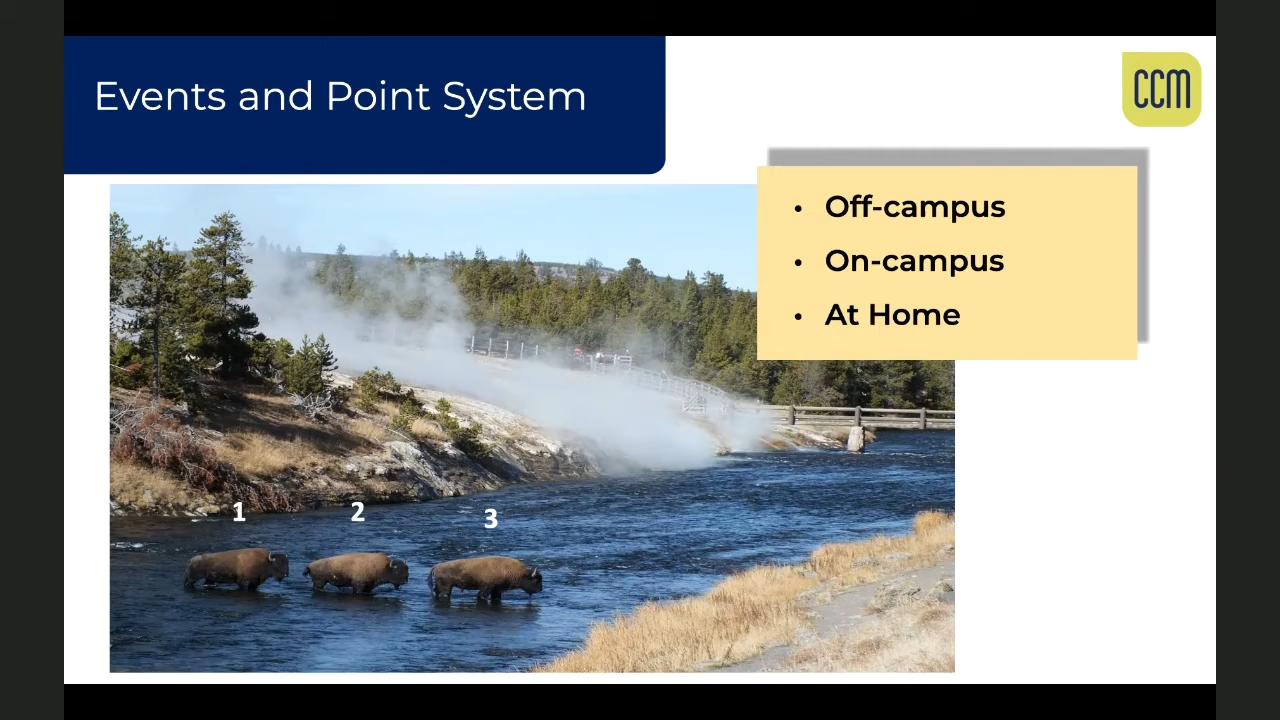 Events and Point System
CCM
• Off-campus
• On-campus
• At Home
1 2 3